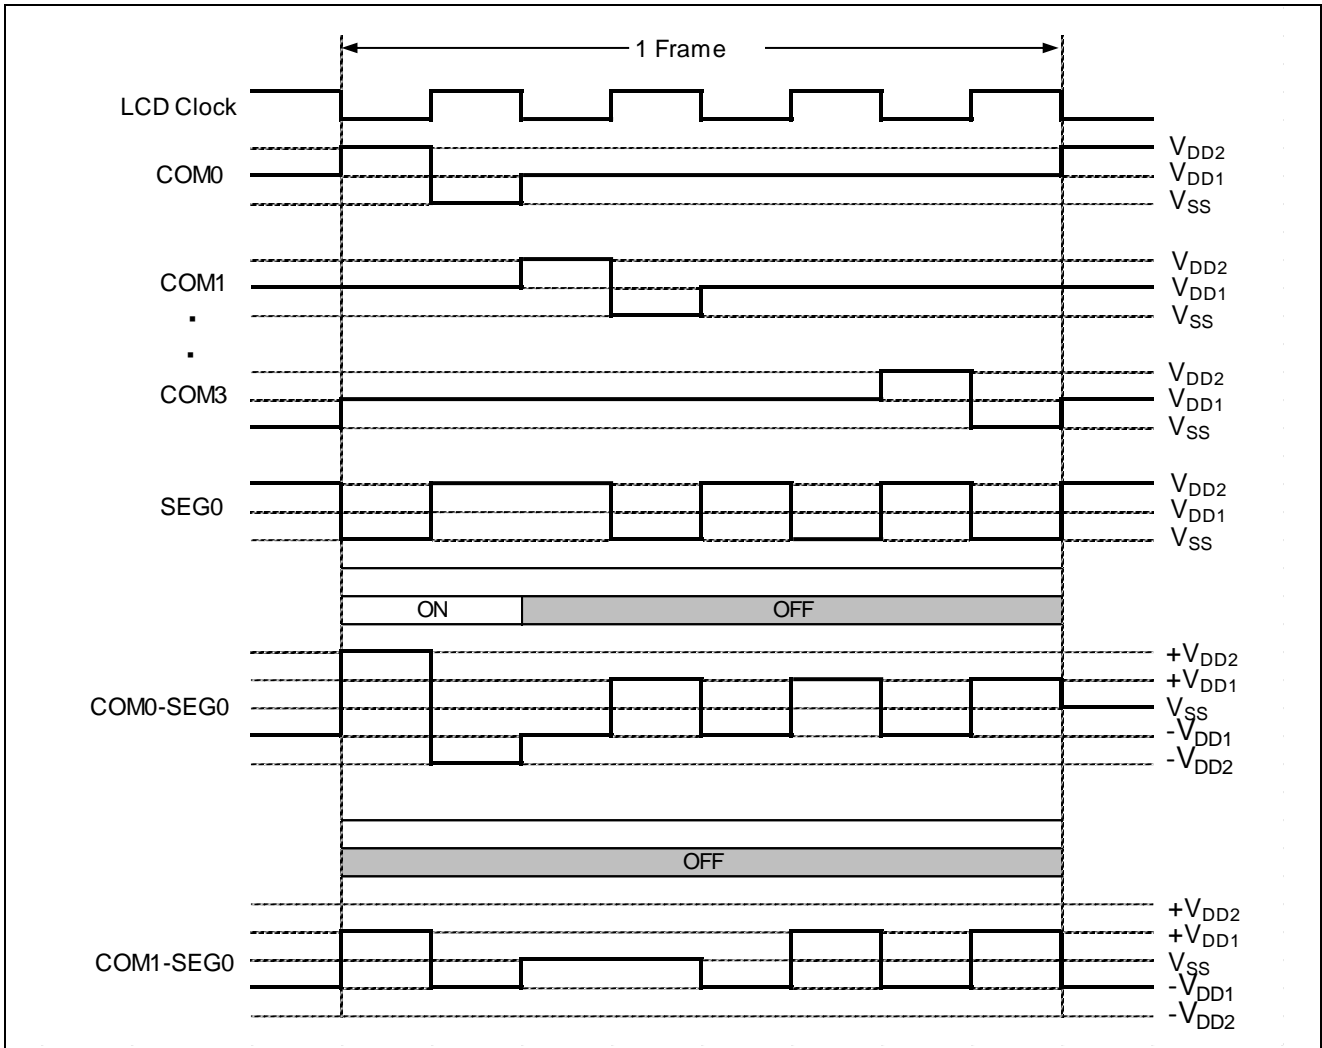 1 Frame
LCD Clock
COM0
VDD2
VDD1
VSS
COM1
VDD2
VDD1
VSS
COM3
VDD2
VDD1
VSS
SEG0
VDD2
VDD1
VSS
ON OFF
COM0-SEG0
+VDD2
+VDD1
VSS
-VDD1
-VDD2
OFF
COM1-SEG0
+VDD2
+VDD1
VSS
-VDD1
-VDD2